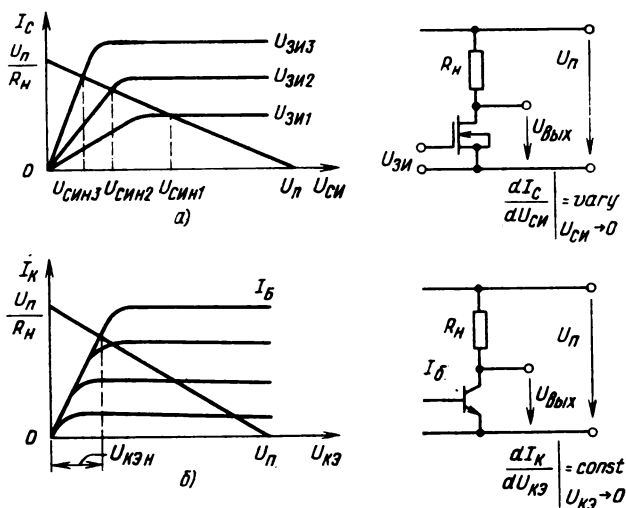 I_C
U_П
R_Н
U_ЗИ3
U_ЗИ2
U_ЗИ1
0
U_СИН3 U_СИН2 U_СИН1 U_П U_СИ
а)
R_Н
U_П
U_ЗИ
U_ВЫХ
dI_C
dU_СИ
= vary
U_СИ→0
I_К
U_П
R_Н
I_Б
0
U_КЭН U_П U_КЭ
б)
R_Н
U_П
I_б
U_ВЫХ
dI_К
dU_КЭ
= const
U_КЭ→0